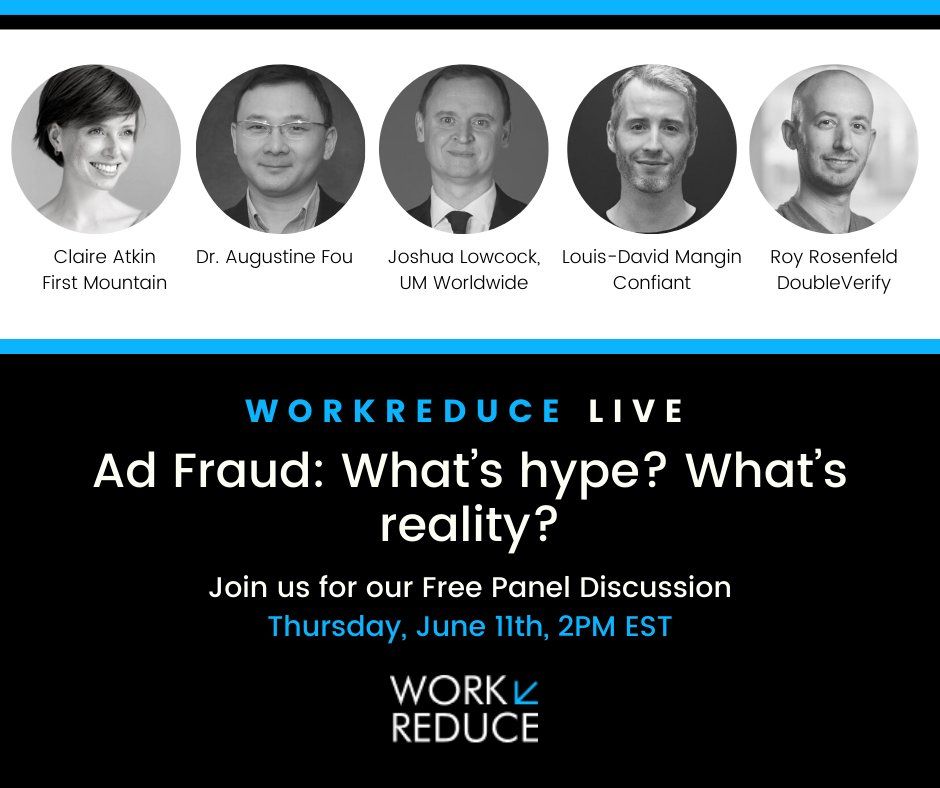 Claire Atkin
First Mountain
Dr. Augustine Fou
Joshua Lowcock,
UM Worldwide
Louis-David Mangin
Confiant
Roy Rosenfeld
DoubleVerify
WORKREDUCE LIVE
Ad Fraud: What’s hype? What’s
reality?
Join us for our Free Panel Discussion
Thursday, June 11th, 2PM EST
WORK
REDUCE